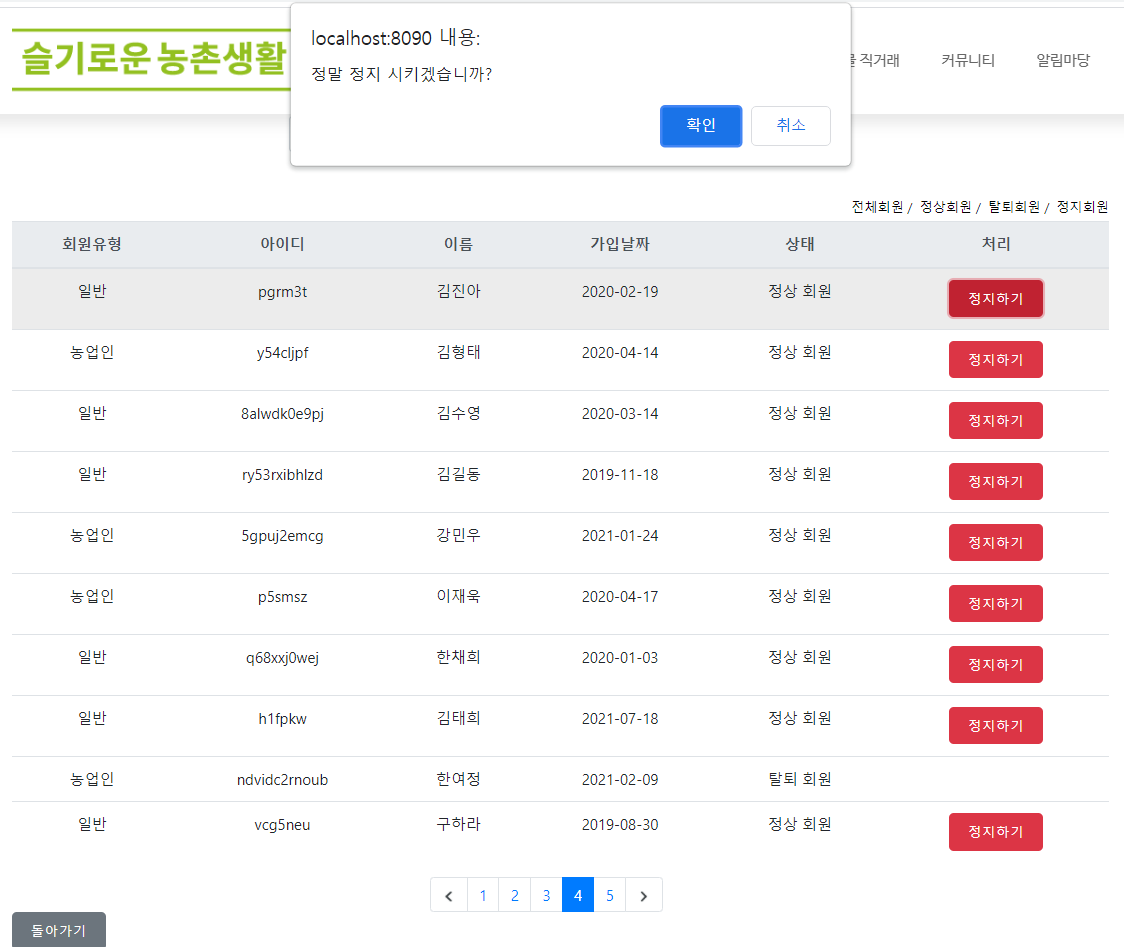 localhost:8090 내용:
정말 정지 시키겠습니까?
확인 취소
슬기로운 농촌생활
직거래 커뮤니티 알림마당
전체회원 / 정상회원 / 탈퇴회원 / 정지회원
회원유형 아이디 이름 가입날짜 상태 처리
일반 pgrm3t 김진아 2020-02-19 정상 회원 정지하기
농업인 y54cljpf 김형태 2020-04-14 정상 회원 정지하기
일반 8alwdk0e9pj 김수영 2020-03-14 정상 회원 정지하기
일반 ry53rxibhlzd 김길동 2019-11-18 정상 회원 정지하기
농업인 5gpuj2emcg 강민우 2021-01-24 정상 회원 정지하기
농업인 p5smsz 이재욱 2020-04-17 정상 회원 정지하기
일반 q68xxj0wej 한채희 2020-01-03 정상 회원 정지하기
일반 h1fpkw 김태희 2021-07-18 정상 회원 정지하기
농업인 ndvidc2rnoub 한여정 2021-02-09 탈퇴 회원
일반 vcg5neu 구하라 2019-08-30 정상 회원 정지하기
‹ 1 2 3 4 5 ›
돌아가기